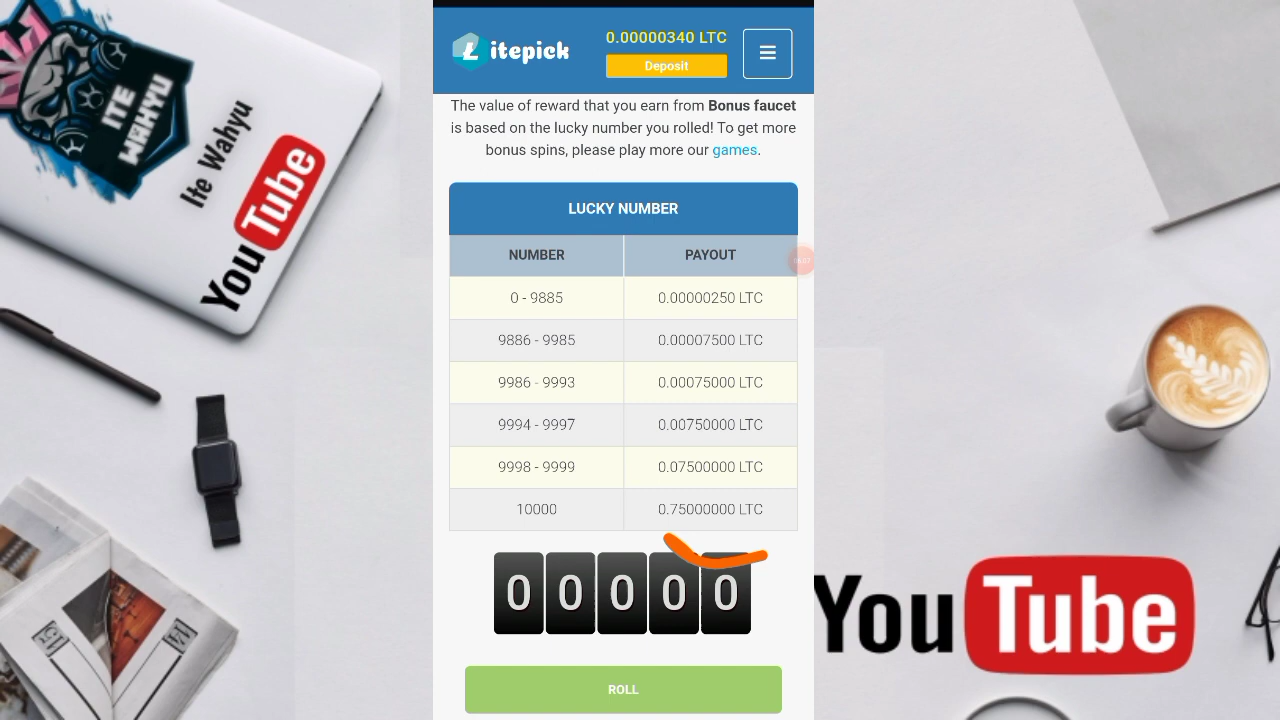 ITE
WAHYU
Ite Wahyu
YouTube
Litepick
0.00000340 LTC
Deposit
The value of reward that you earn from Bonus faucet
is based on the lucky number you rolled! To get more
bonus spins, please play more our games.
LUCKY NUMBER
NUMBER PAYOUT
0 - 9885 0.00000250 LTC
9886 - 9985 0.00007500 LTC
9986 - 9993 0.00075000 LTC
9994 - 9997 0.00750000 LTC
9998 - 9999 0.07500000 LTC
10000 0.75000000 LTC
0 0 0 0 0
ROLL
YouTube